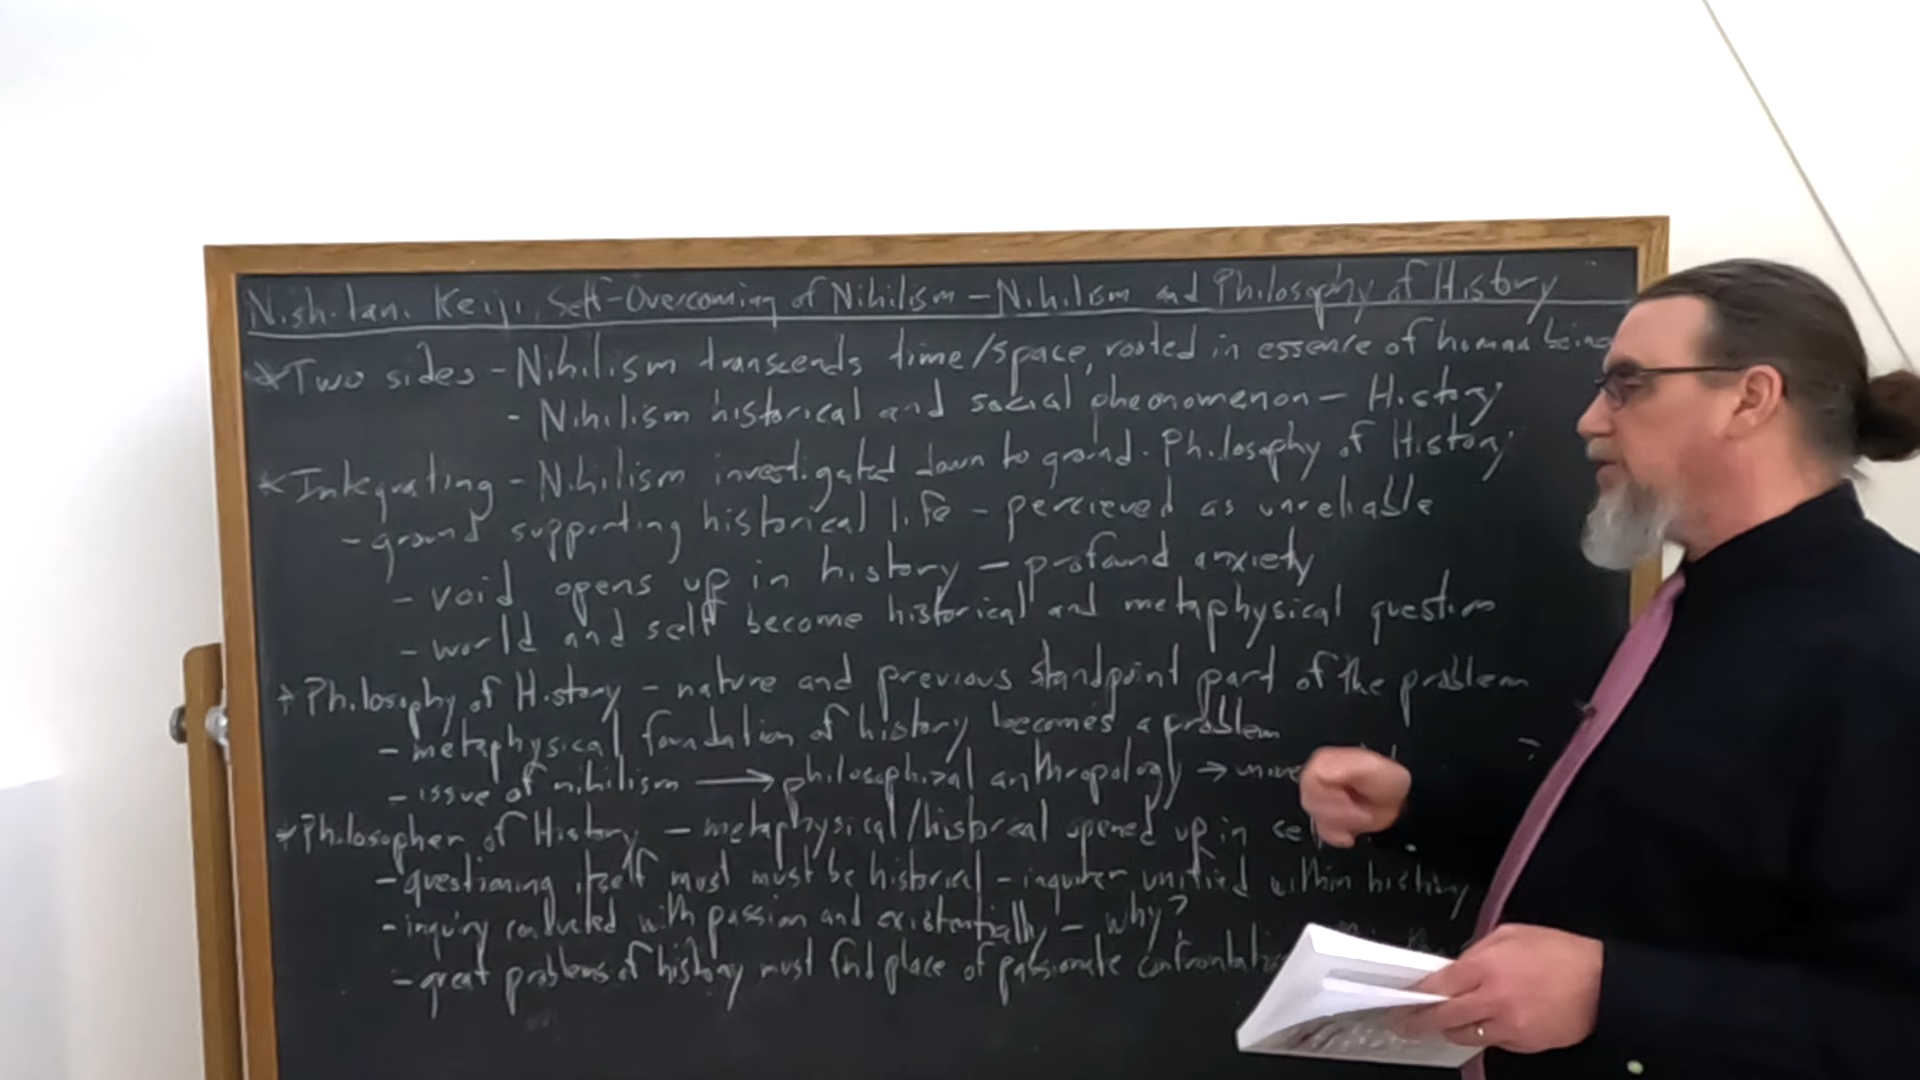 Nishitani Keiji, Self-Overcoming of Nihilism - Nihilism and Philosophy of History
*Two sides - Nihilism transcends time/space, rooted in essence of human being
- Nihilism historical and social pheonomenon - History
*Integrating - Nihilism investigated down to ground. Philosophy of History
- ground supporting historical life - percieved as unreliable
- void opens up in history - profound anxiety
- world and self become historical and metaphysical question
*Philosophy of History - nature and previous standpoint part of the problem
- metaphysical foundation of history becomes a problem
- issue of nihilism → philosophical anthropology →
*Philosopher of History - metaphysical/historical opened up in
- questioning itself must must be historical - inquirer unified within history
- inquiry conducted with passion and existentially - why?
- great problems of history must find place of passionate